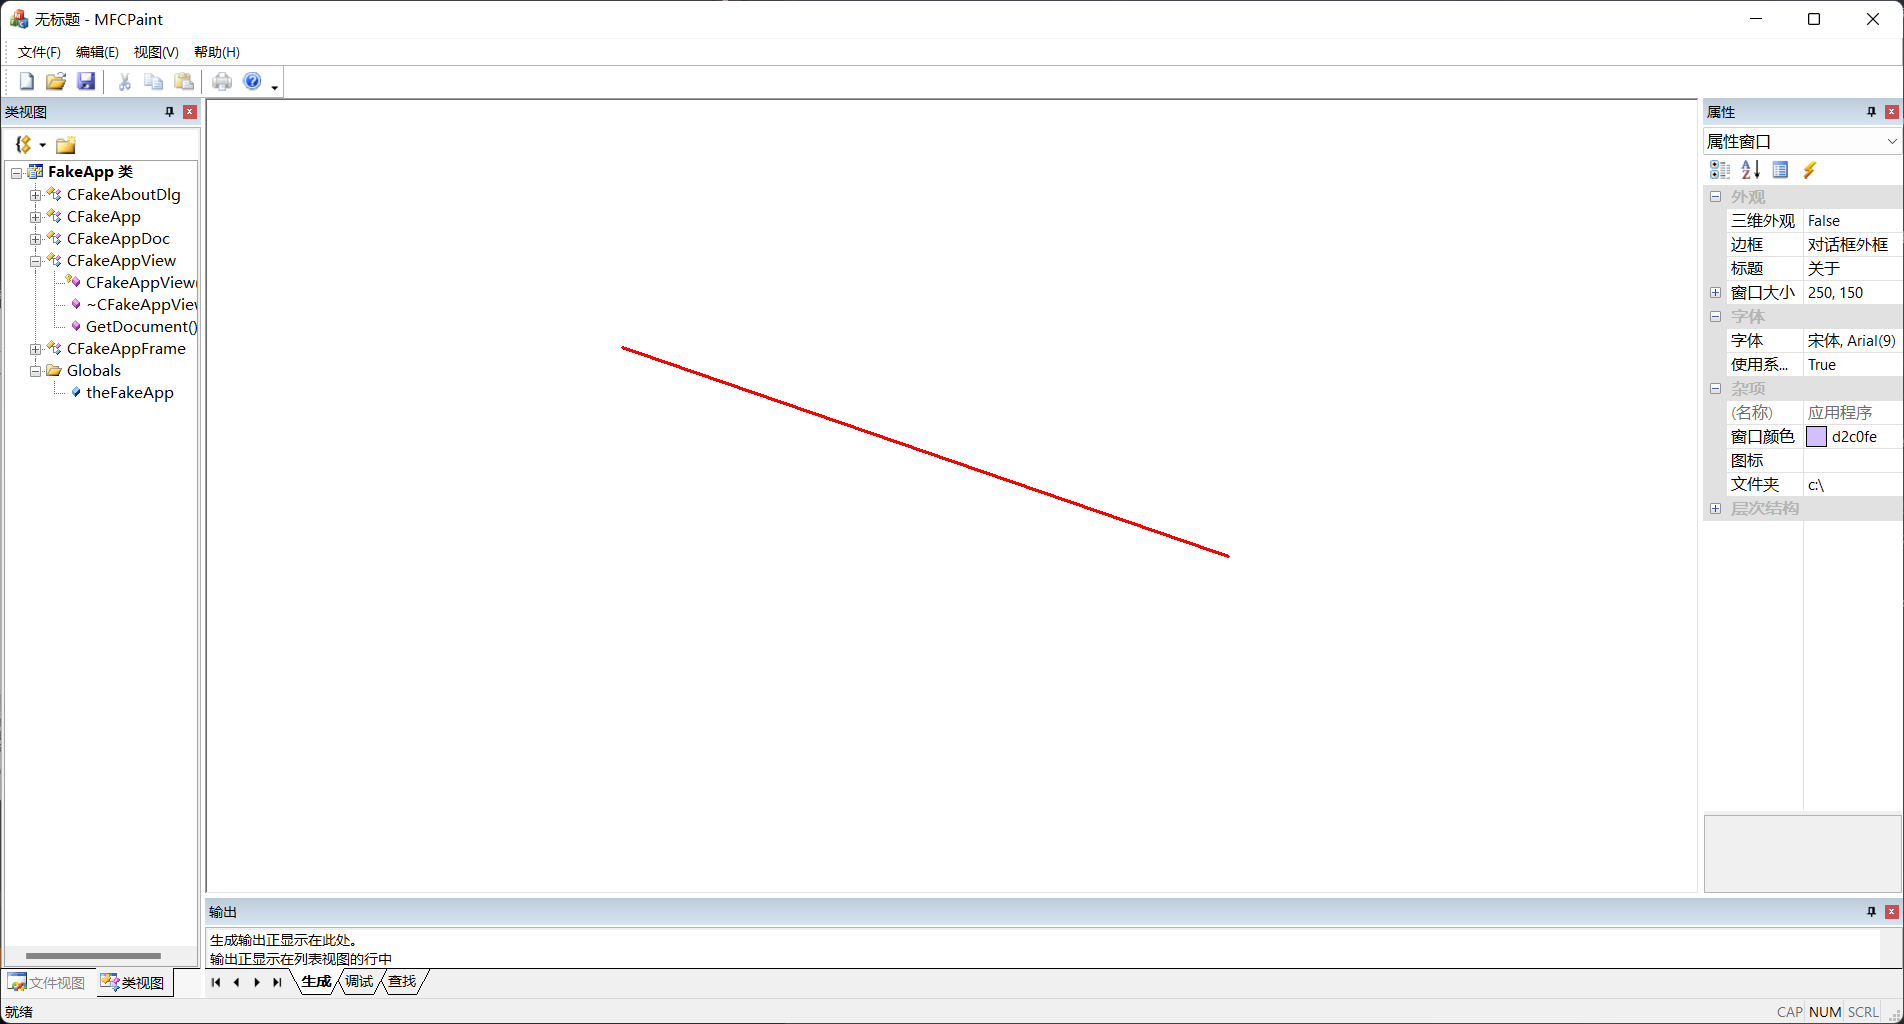 无标题 - MFCPaint
文件(F) 编辑(E) 视图(V) 帮助(H)
类视图
FakeApp 类
CFakeAboutDlg
CFakeApp
CFakeAppDoc
CFakeAppView
CFakeAppView(
~CFakeAppView
GetDocument()
CFakeAppFrame
Globals
theFakeApp
文件视图 类视图
输出
生成输出正显示在此处。
输出正显示在列表视图的行中
生成 调试 查找
属性
属性窗口
外观
三维外观 False
边框 对话框外框
标题 关于
窗口大小 250, 150
字体
字体 宋体, Arial(9)
使用系... True
杂项
(名称) 应用程序
窗口颜色 d2c0fe
图标
文件夹 c:\
层次结构
就绪
CAP NUM SCRL